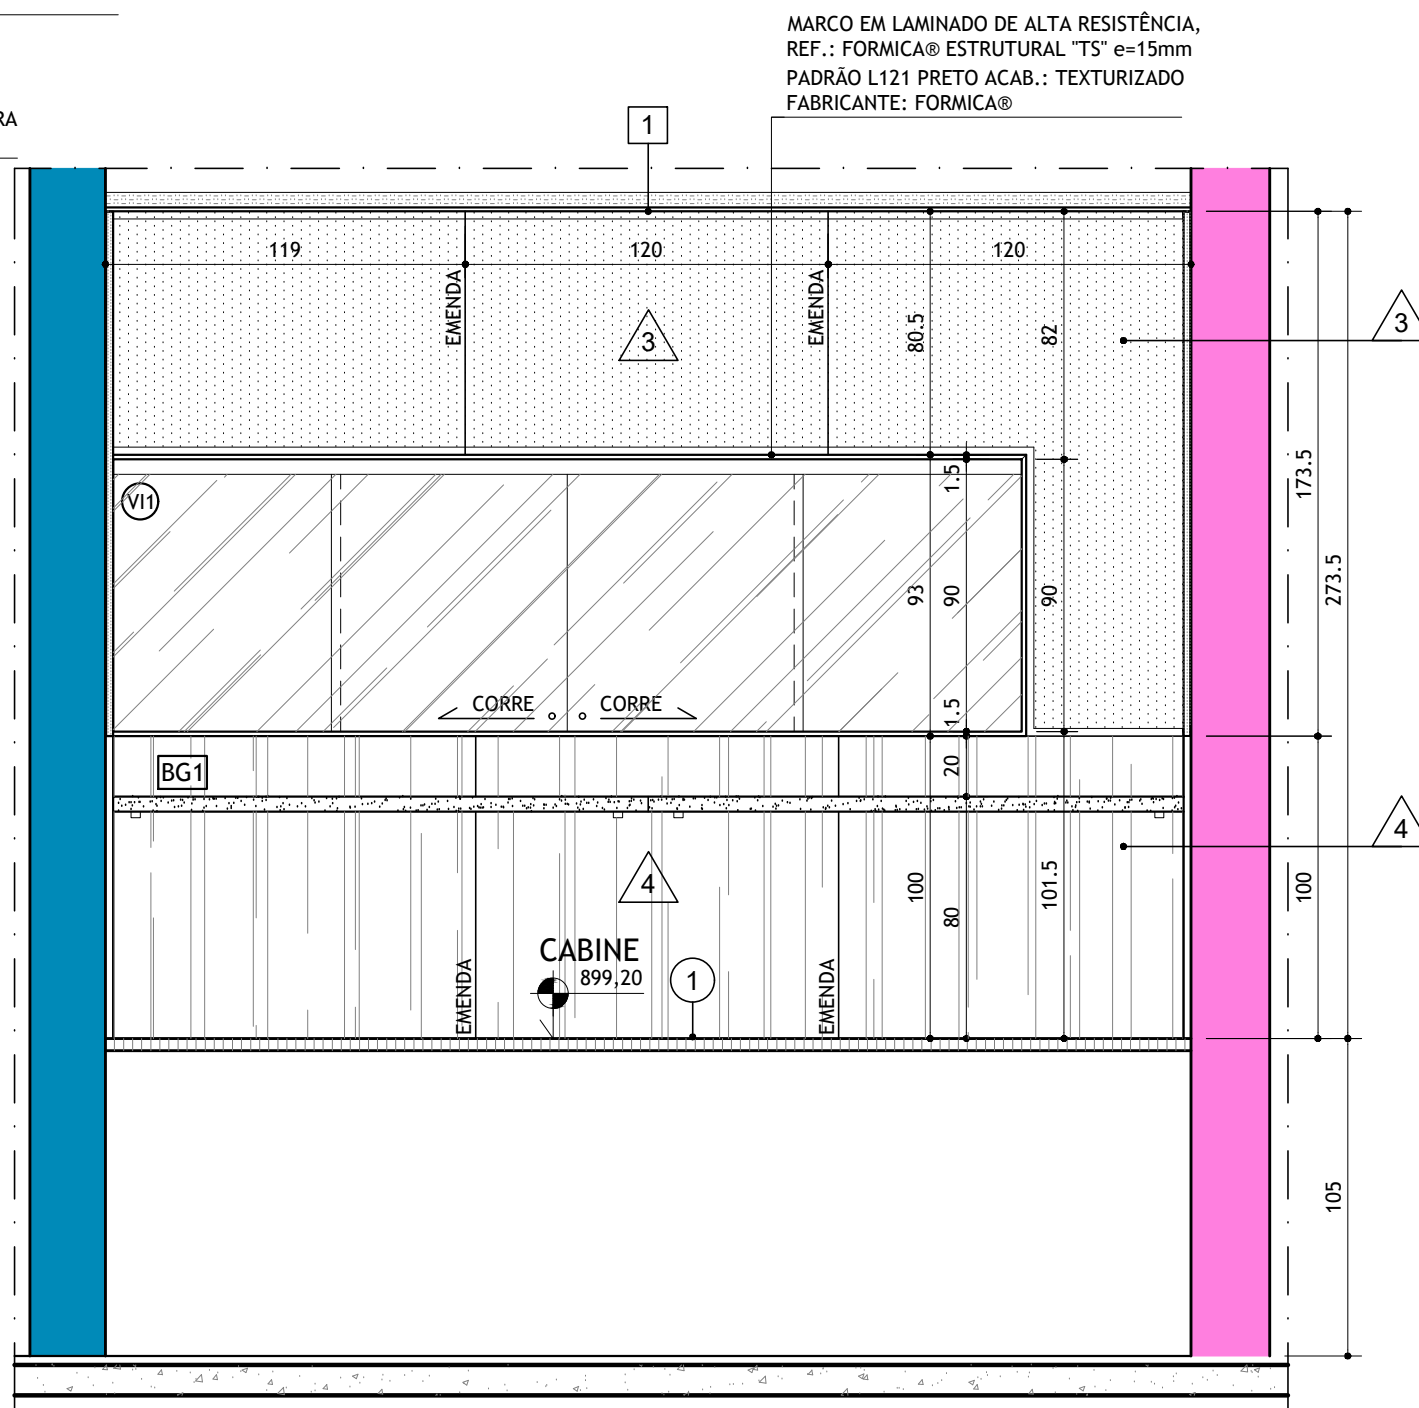 MARCO EM LAMINADO DE ALTA RESISTÊNCIA,
REF.: FORMICA® ESTRUTURAL "TS" e=15mm
PADRÃO L121 PRETO ACAB.: TEXTURIZADO
FABRICANTE: FORMICA®
RA
1
119
120
120
EMENDA
EMENDA
3
80.5
82
3
173.5
273.5
VI1
1.5
93
90
90
CORRE
CORRE
1.5
BG1
20
4
4
100
80
101.5
100
CABINE
899,20
1
EMENDA
EMENDA
105